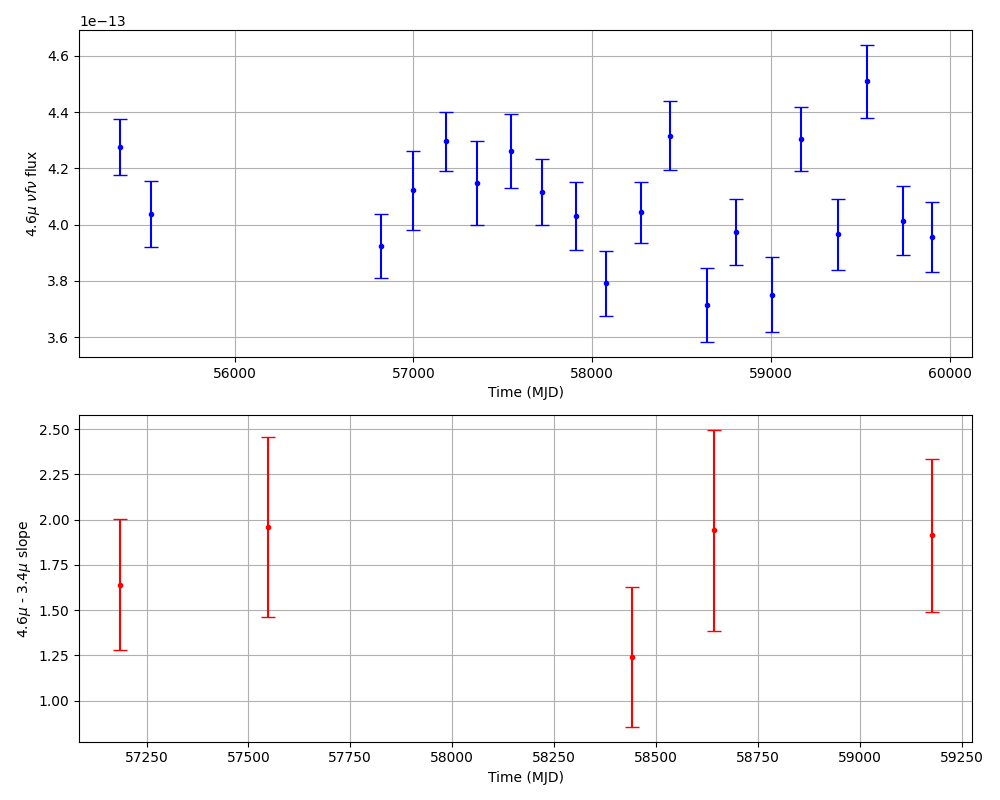 1e−13
4.6
4.4
4.2
4.0
3.8
3.6
4.6μ νfν flux
56000 57000 58000 59000 60000
Time (MJD)
2.50
2.25
2.00
1.75
1.50
1.25
1.00
4.6μ - 3.4μ slope
57250 57500 57750 58000 58250 58500 58750 59000 59250
Time (MJD)